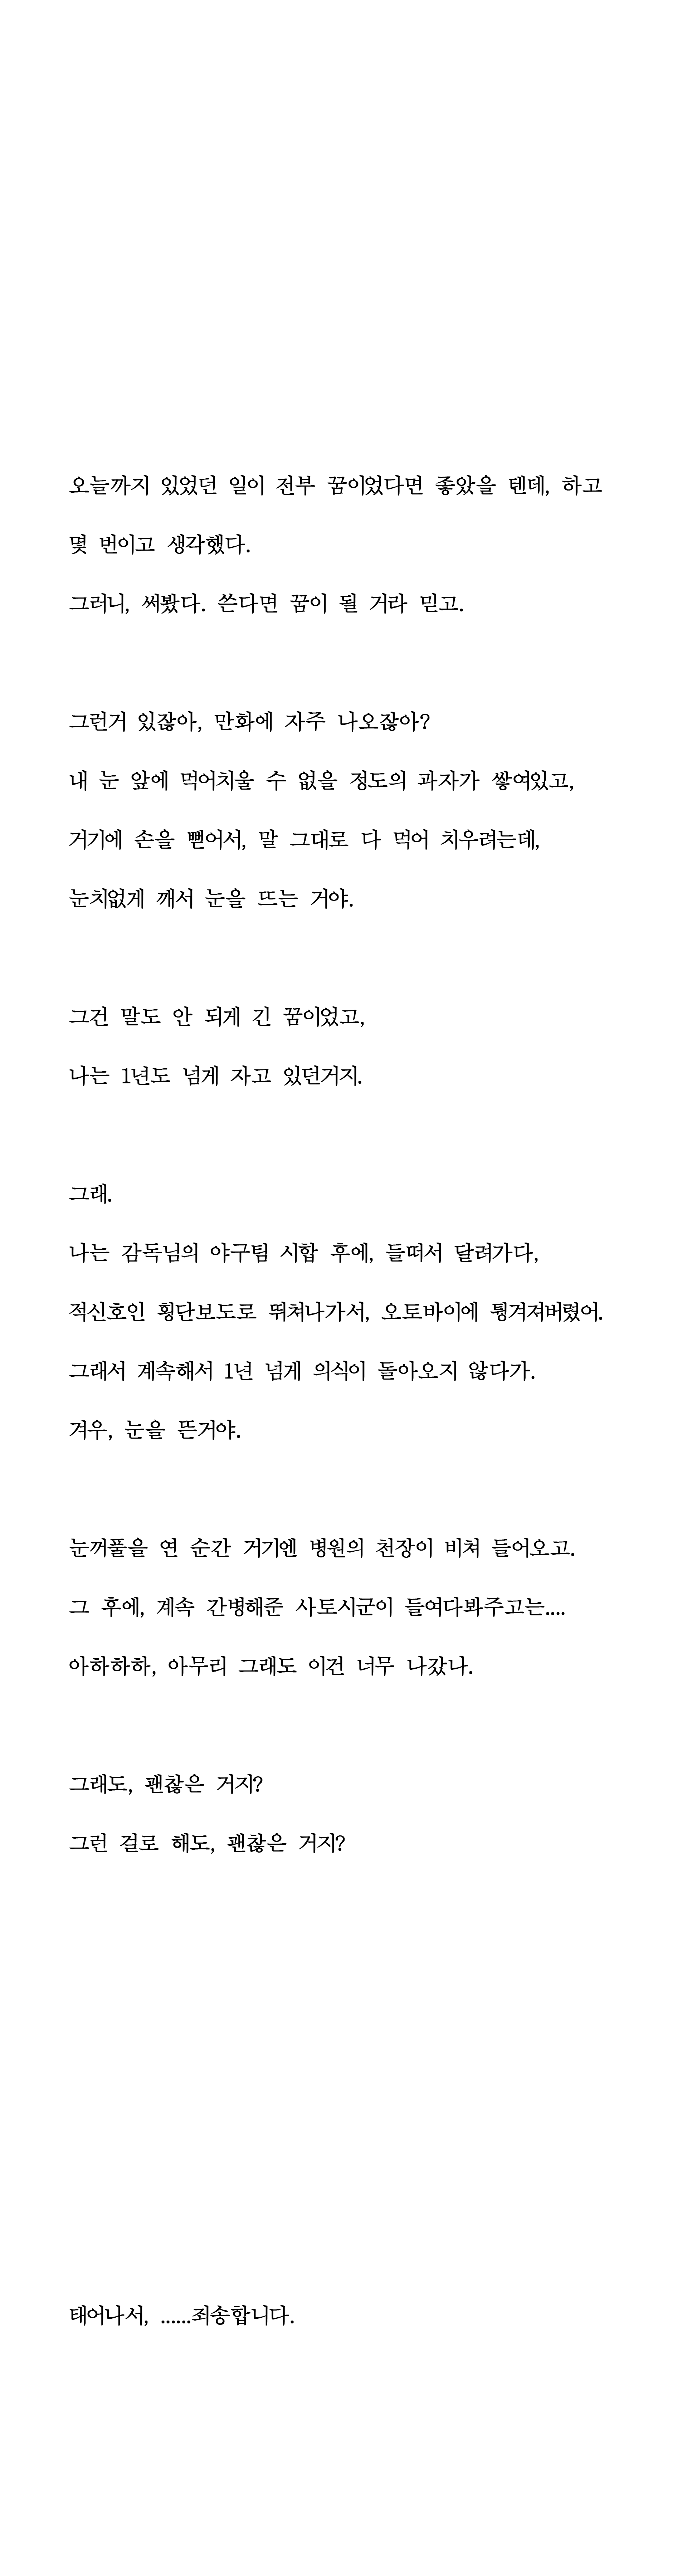 오늘까지 있었던 일이 전부 꿈이었다면 좋았을 텐데, 하고
몇 번이고 생각했다.
그러니, 써봤다. 쓴다면 꿈이 될 거라 믿고.
그런거 있잖아, 만화에 자주 나오잖아?
내 눈 앞에 먹어치울 수 없을 정도의 과자가 쌓여있고,
거기에 손을 뻗어서, 말 그대로 다 먹어 치우려는데,
눈치없게 깨서 눈을 뜨는 거야.
그건 말도 안 되게 긴 꿈이었고,
나는 1년도 넘게 자고 있던거지.
그래.
나는 감독님의 야구팀 시합 후에, 들떠서 달려가다,
적신호인 횡단보도로 뛰쳐나가서, 오토바이에 튕겨져버렸어.
그래서 계속해서 1년 넘게 의식이 돌아오지 않다가.
겨우, 눈을 뜬거야.
눈꺼풀을 연 순간 거기엔 병원의 천장이 비쳐 들어오고.
그 후에, 계속 간병해준 사토시군이 들여다봐주고는....
아하하하, 아무리 그래도 이건 너무 나갔나.
그래도, 괜찮은 거지?
그런 걸로 해도, 괜찮은 거지?
태어나서, ......죄송합니다.